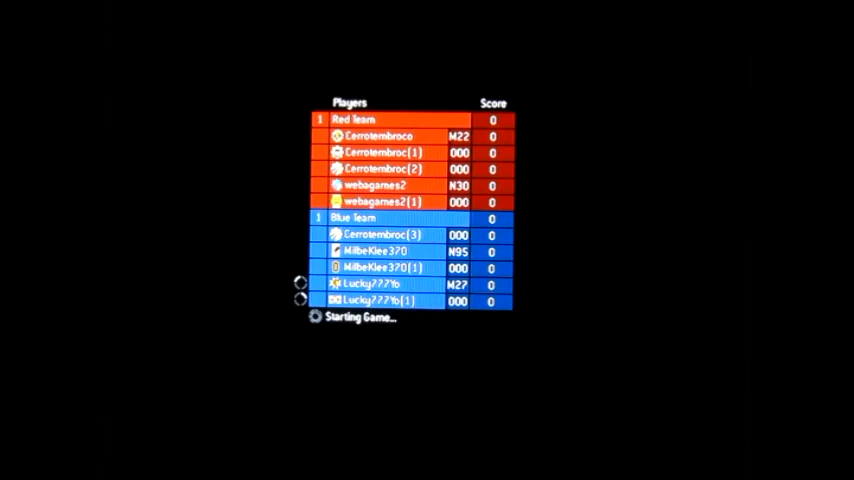 Players Score
1 Red Team 0
Cerrotembroco M22 0
Cerrotembroc(1) 000 0
Cerrotembroc(2) 000 0
webagames2 N30 0
webagames2(1) 000 0
1 Blue Team 0
Cerrotembroc(3) 000 0
MilbeKlee370 N95 0
MilbeKlee370(1) 000 0
Lucky777Yo M27 0
Lucky777Yo(1) 000 0
Starting Game...